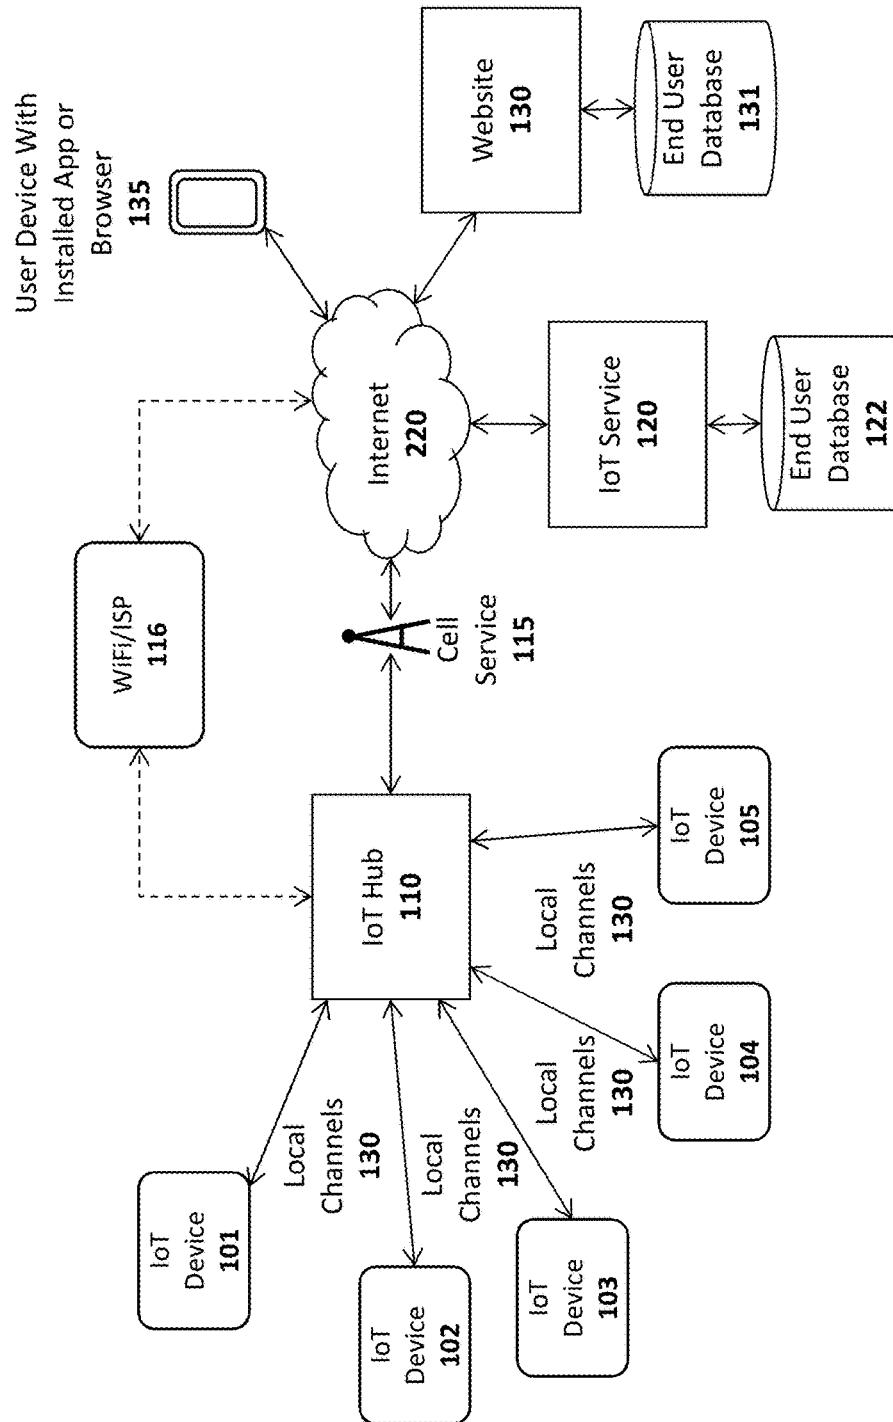 User Device With
Installed App or
Browser
135
WiFi/ISP
116
IoT
Device
101
Local
Channels
130
IoT Hub
110
Internet
220
IoT
Device
102
Local
Channels
130
Cell
Service
115
Website
130
IoT
Device
103
Local
Channels
130
Local
Channels
130
IoT Service
120
End User
Database
131
IoT
Device
104
IoT
Device
105
End User
Database
122